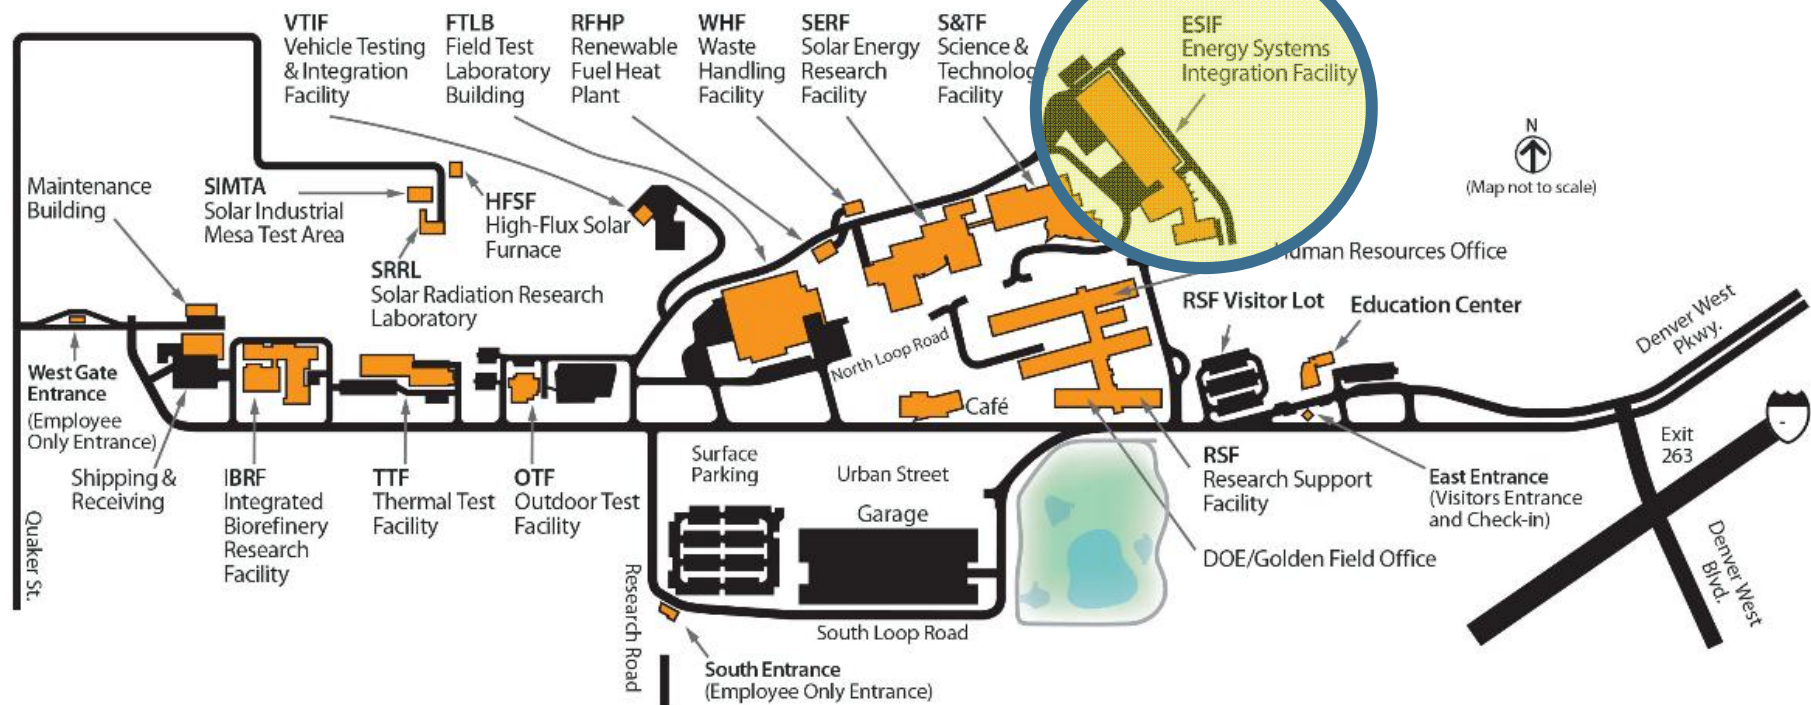 VTIF
Vehicle Testing
& Integration
Facility
FTLB
Field Test
Laboratory
Building
RFHP
Renewable
Fuel Heat
Plant
WHF
Waste
Handling
Facility
SERF
Solar Energy
Research
Facility
S&TF
Science &
Technology
Facility
ESIF
Energy Systems
Integration Facility
N
(Map not to scale)
Maintenance
Building
SIMTA
Solar Industrial
Mesa Test Area
HFSF
High-Flux Solar
Furnace
SRRL
Solar Radiation Research
Laboratory
Human Resources Office
RSF Visitor Lot
Education Center
Denver West
Pkwy.
West Gate
Entrance
(Employee
Only Entrance)
North Loop Road
Café
Shipping &
Receiving
IBRF
Integrated
Biorefinery
Research
Facility
TTF
Thermal Test
Facility
OTF
Outdoor Test
Facility
Surface
Parking
Urban Street
Garage
RSF
Research Support
Facility
DOE/Golden Field Office
East Entrance
(Visitors Entrance
and Check-in)
Exit
263
Denver West
Blvd.
Quaker St.
Research Road
South Loop Road
South Entrance
(Employee Only Entrance)